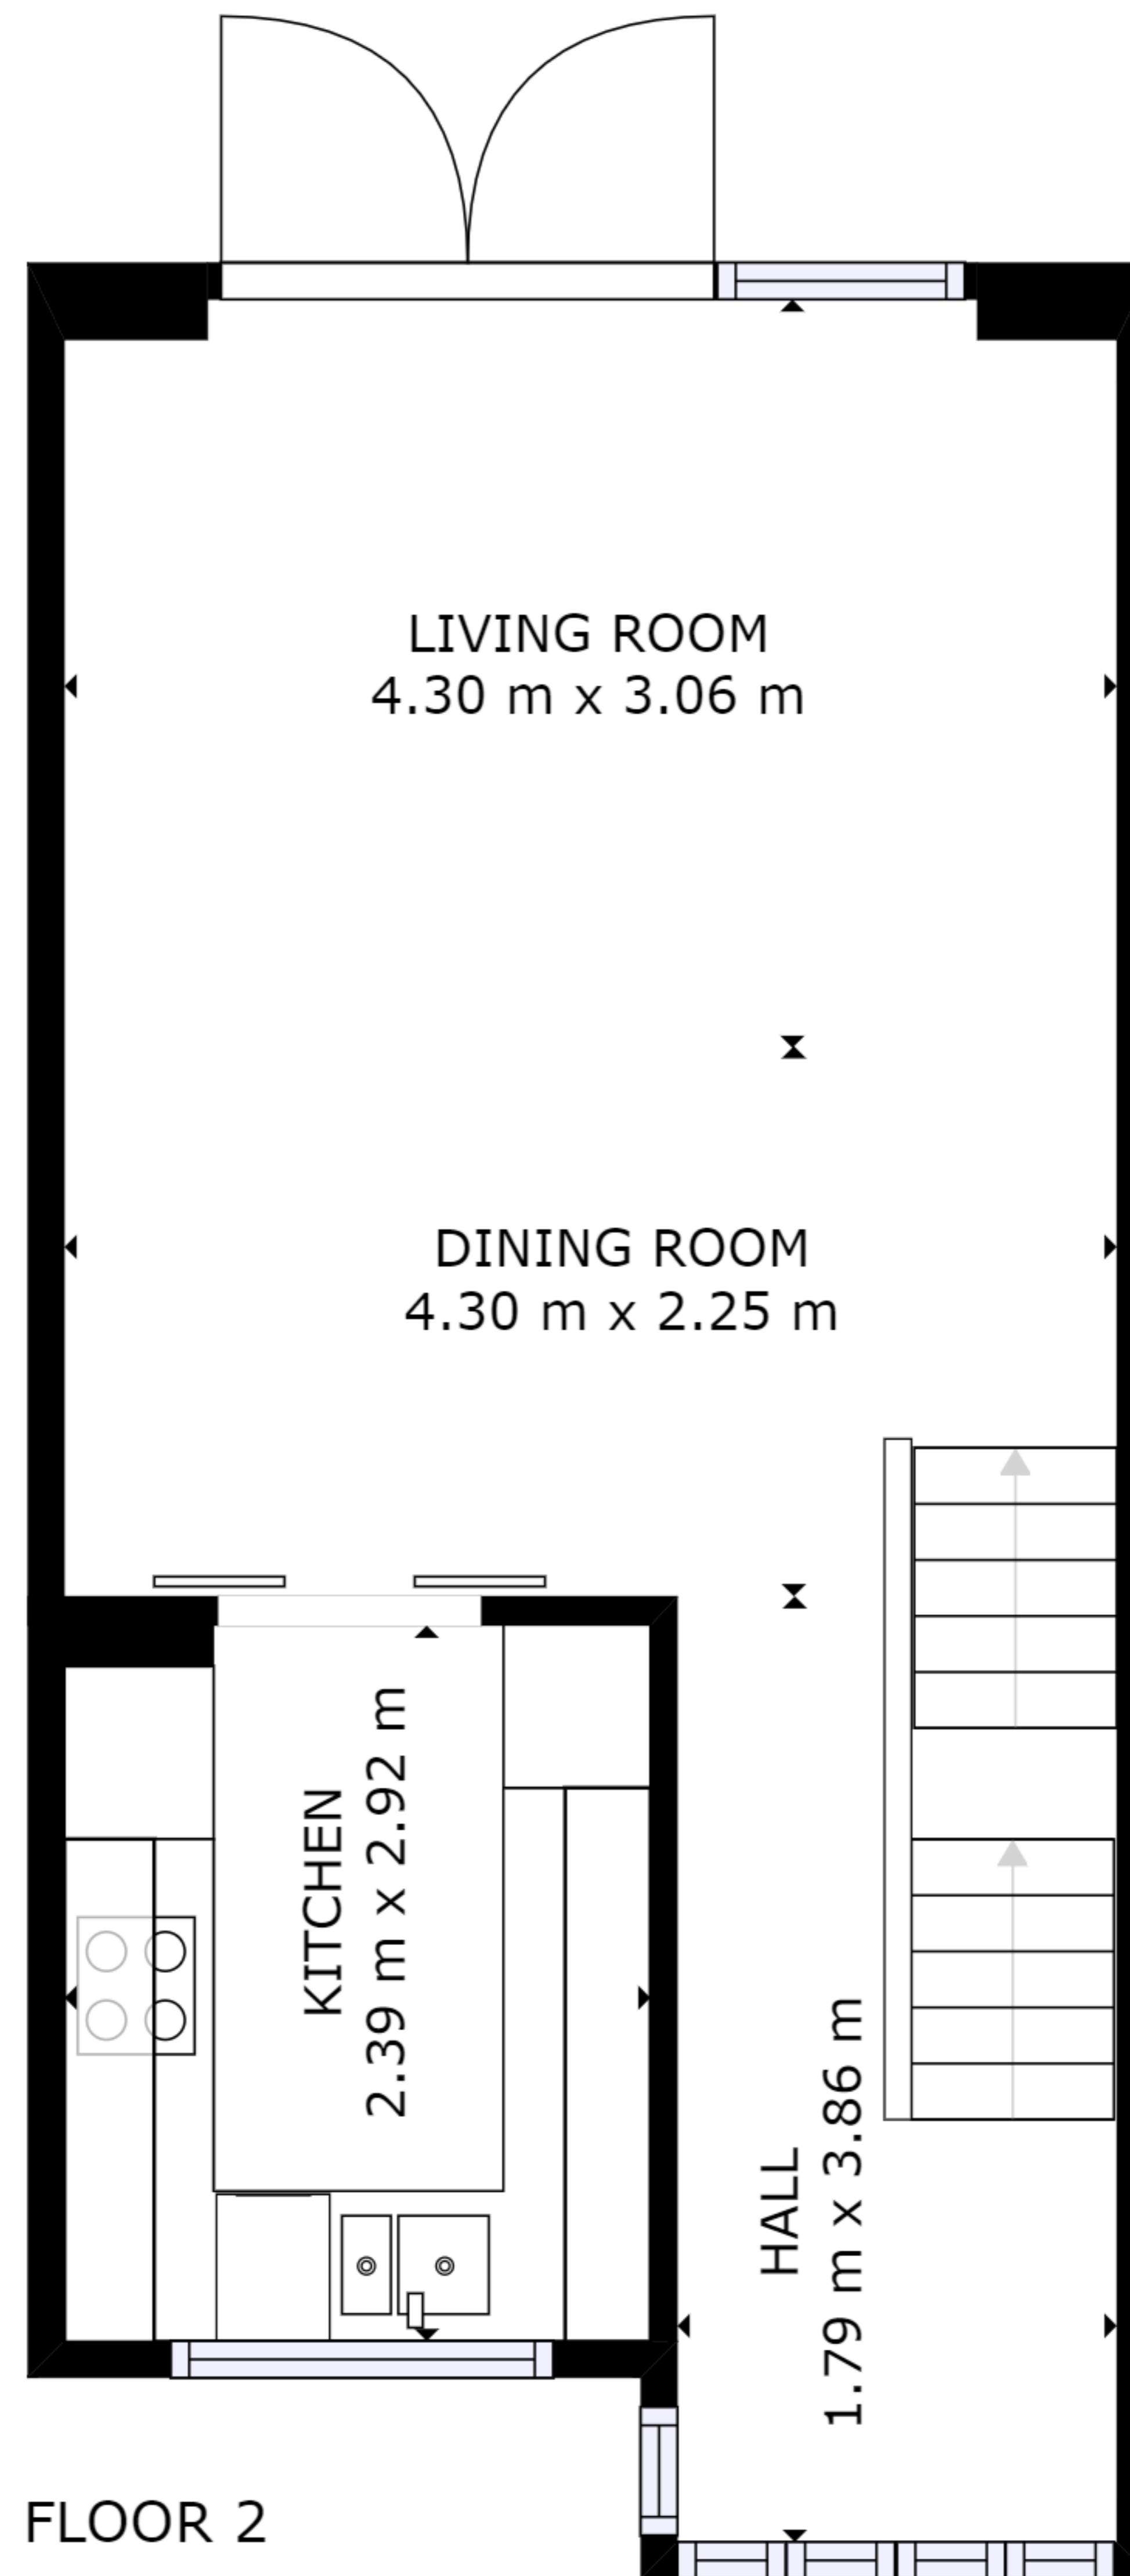 LIVING ROOM
4.30 m x 3.06 m
DINING ROOM
4.30 m x 2.25 m
KITCHEN
2.39 m x 2.92 m
HALL
1.79 m x 3.86 m
FLOOR 2